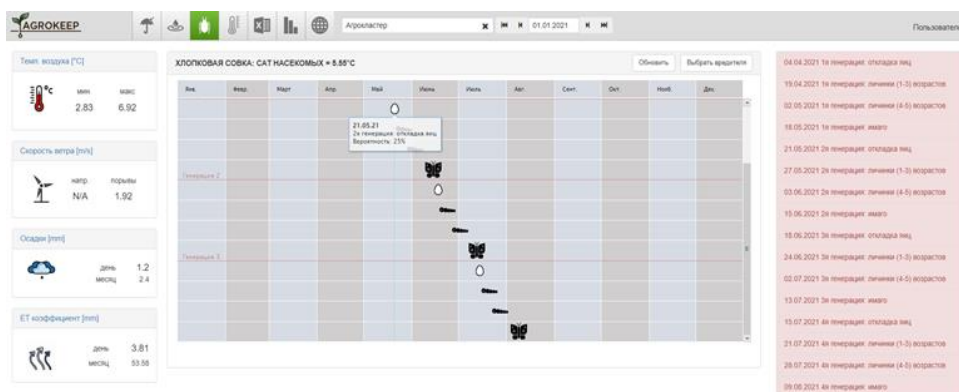 AGROKEEP
Агрокластер
01.01.2021
Пользователь
Темп. воздуха [°C]
°C
мин
макс
2.83
6.92
Скорость ветра [m/s]
напр.
порывы
N/A
1.92
Осадки [mm]
день
1.2
месяц
2.4
ET коэффициент [mm]
день
3.81
месяц
53.58
ХЛОПКОВАЯ СОВКА: САТ НАСЕКОМЫХ = 5.55°C
Обновить
Выбрать вредителя
Янв.
Февр.
Март
Апр.
Май
Июнь
Июль
Авг.
Сент.
Окт.
Нояб.
Дек.
21.05.21
2я генерация: откладка яиц
Вероятность: 25%
Генерация 2
Генерация 3
04.04.2021 1я генерация: откладка яиц
19.04.2021 1я генерация: личинки (1-3) возрастов
02.05.2021 1я генерация: личинки (4-5) возрастов
18.05.2021 1я генерация: имаго
21.05.2021 2я генерация: откладка яиц
27.05.2021 2я генерация: личинки (1-3) возрастов
03.06.2021 2я генерация: личинки (4-5) возрастов
15.06.2021 2я генерация: имаго
18.06.2021 3я генерация: откладка яиц
24.06.2021 3я генерация: личинки (1-3) возрастов
02.07.2021 3я генерация: личинки (4-5) возрастов
13.07.2021 3я генерация: имаго
15.07.2021 4я генерация: откладка яиц
21.07.2021 4я генерация: личинки (1-3) возрастов
28.07.2021 4я генерация: личинки (4-5) возрастов
09.08.2021 4я генерация: имаго